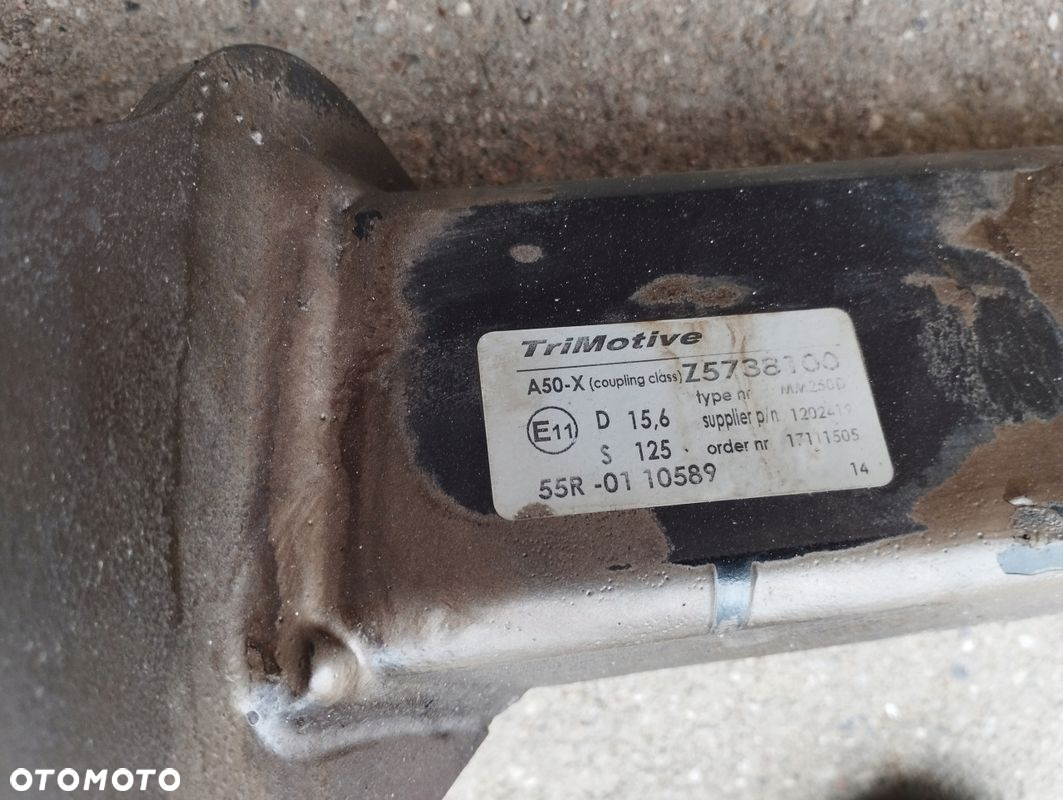 TriMotive
A50-X (coupling class) Z5738100
type nr MM250D
E11 D 15,6 supplier p/n 1202419
S 125 order nr 17111505
55R -01 10589 14
OTOMOTO